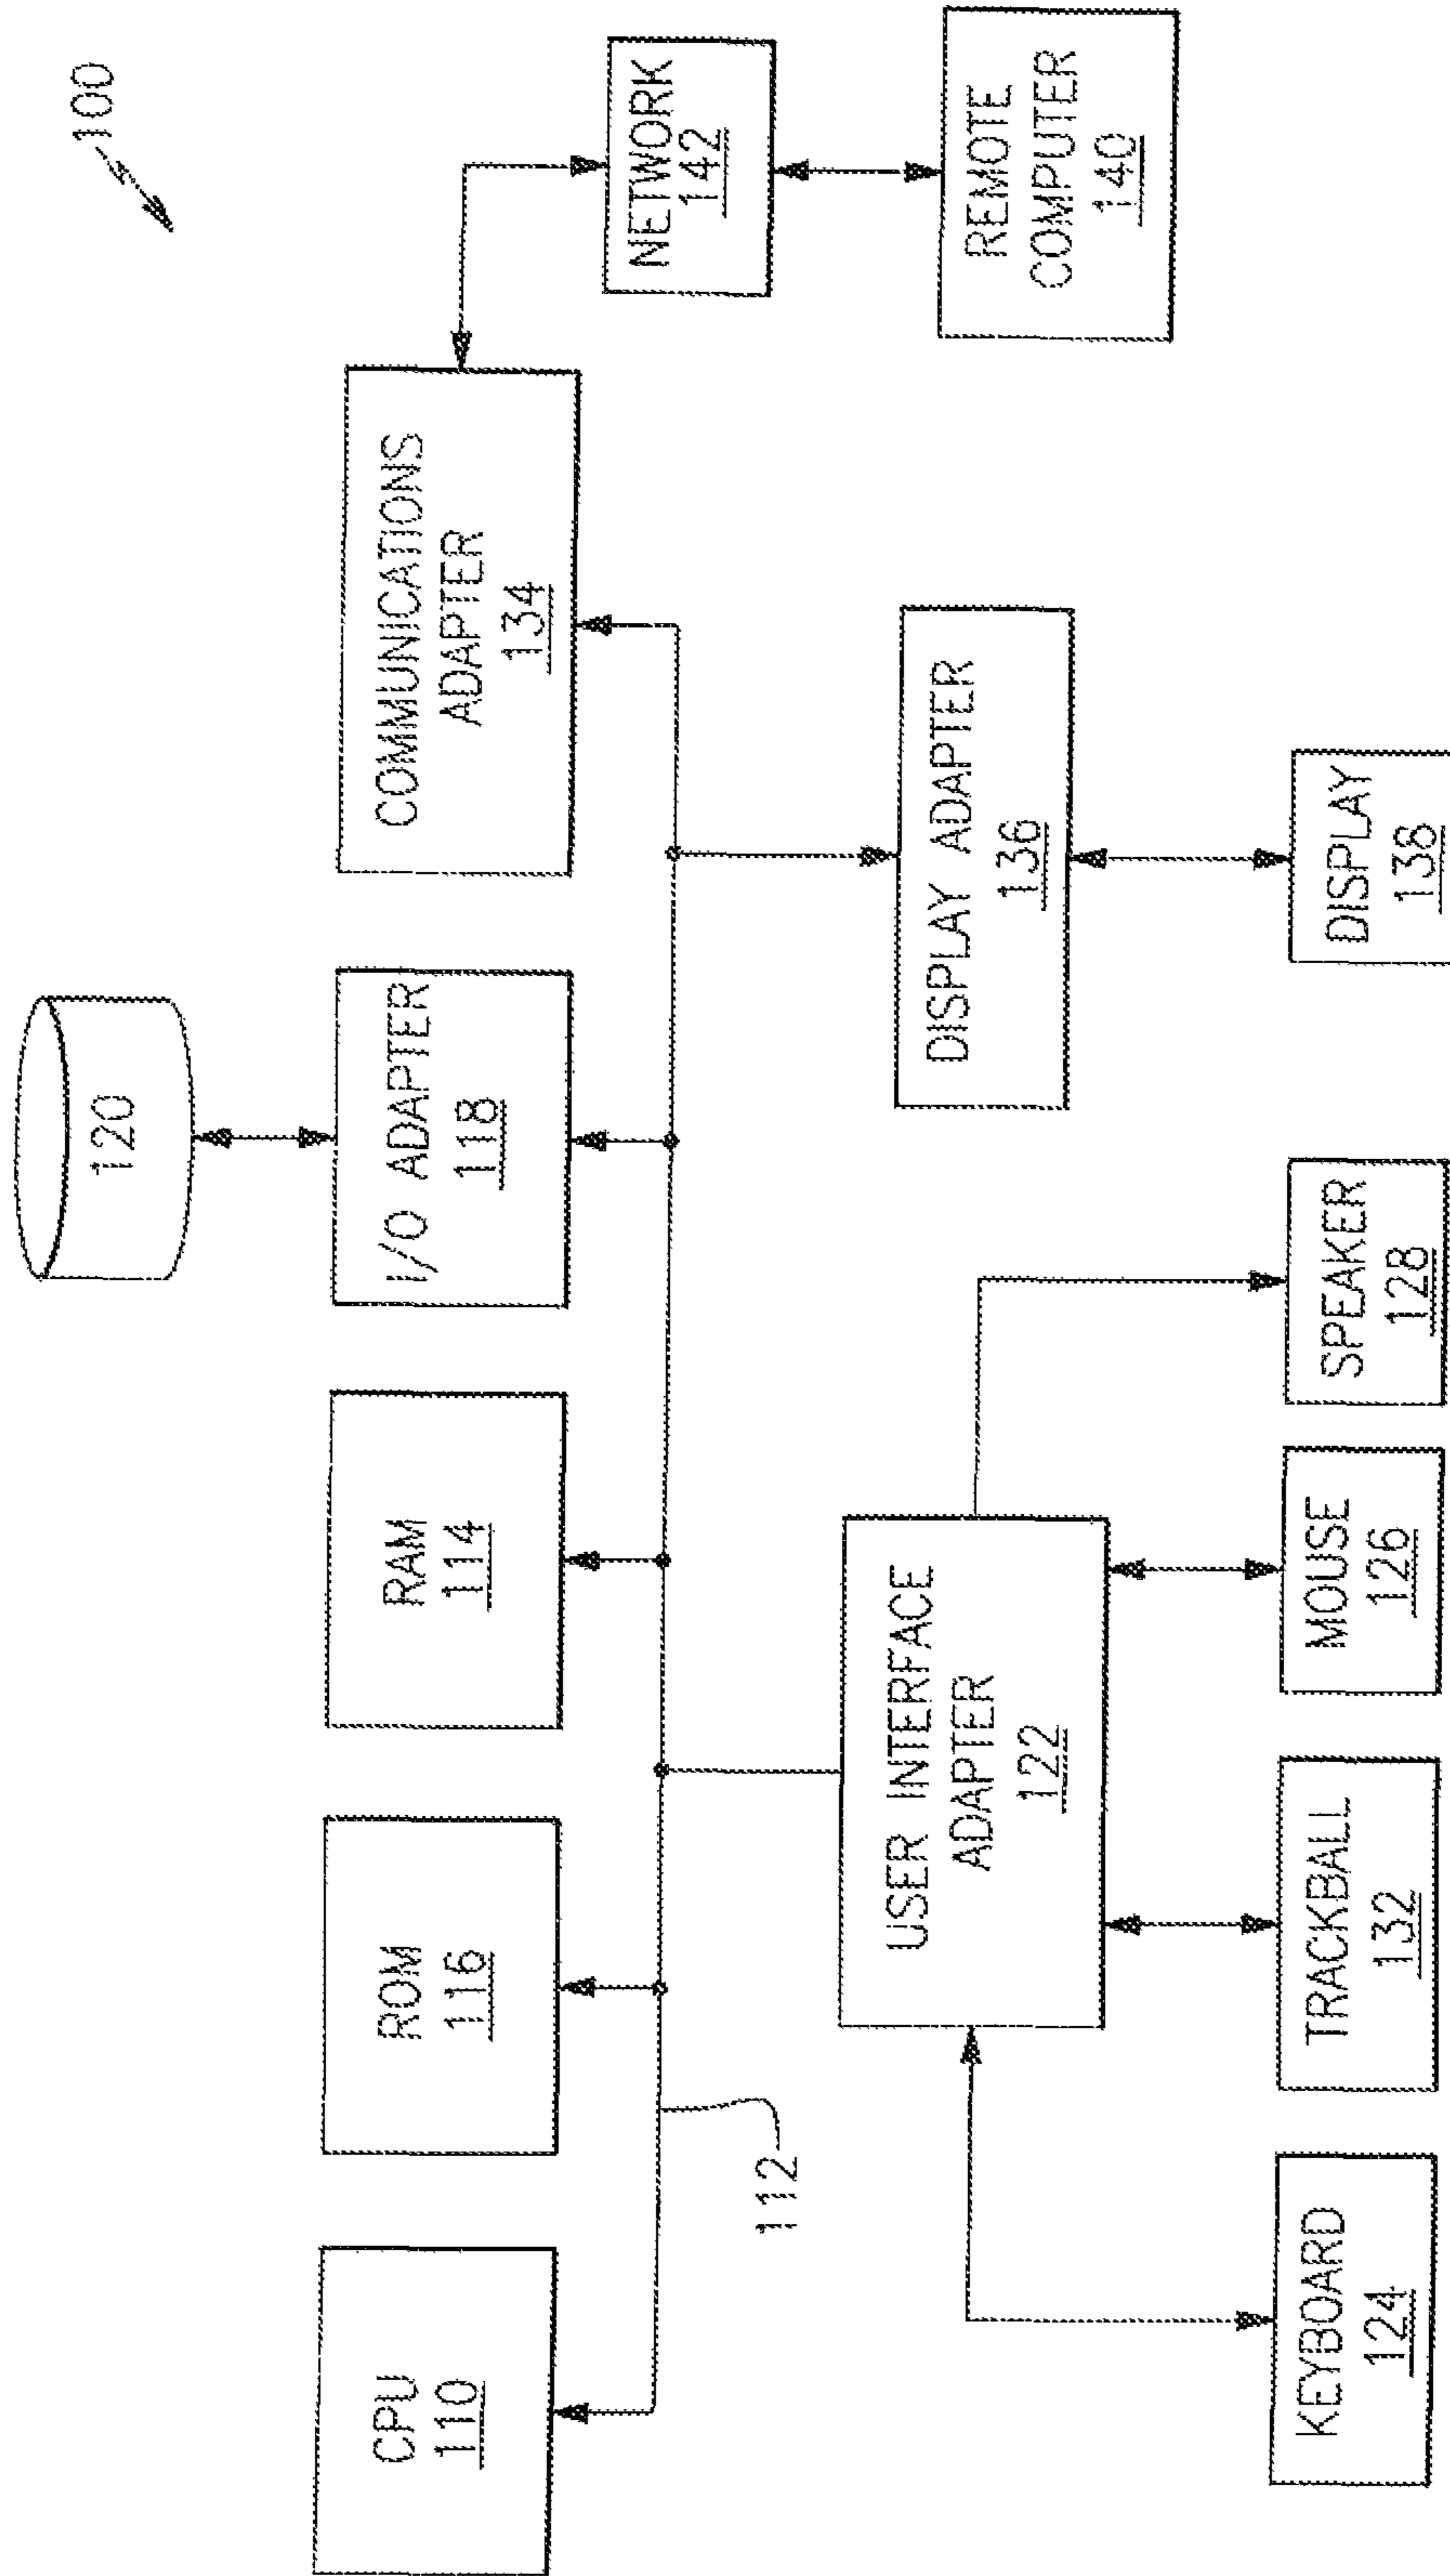 100
120
CPU
110
ROM
116
RAM
114
I/O ADAPTER
118
COMMUNICATIONS
ADAPTER
134
NETWORK
142
REMOTE
COMPUTER
140
112
USER INTERFACE
ADAPTER
122
DISPLAY ADAPTER
136
KEYBOARD
124
TRACKBALL
132
MOUSE
126
SPEAKER
128
DISPLAY
138